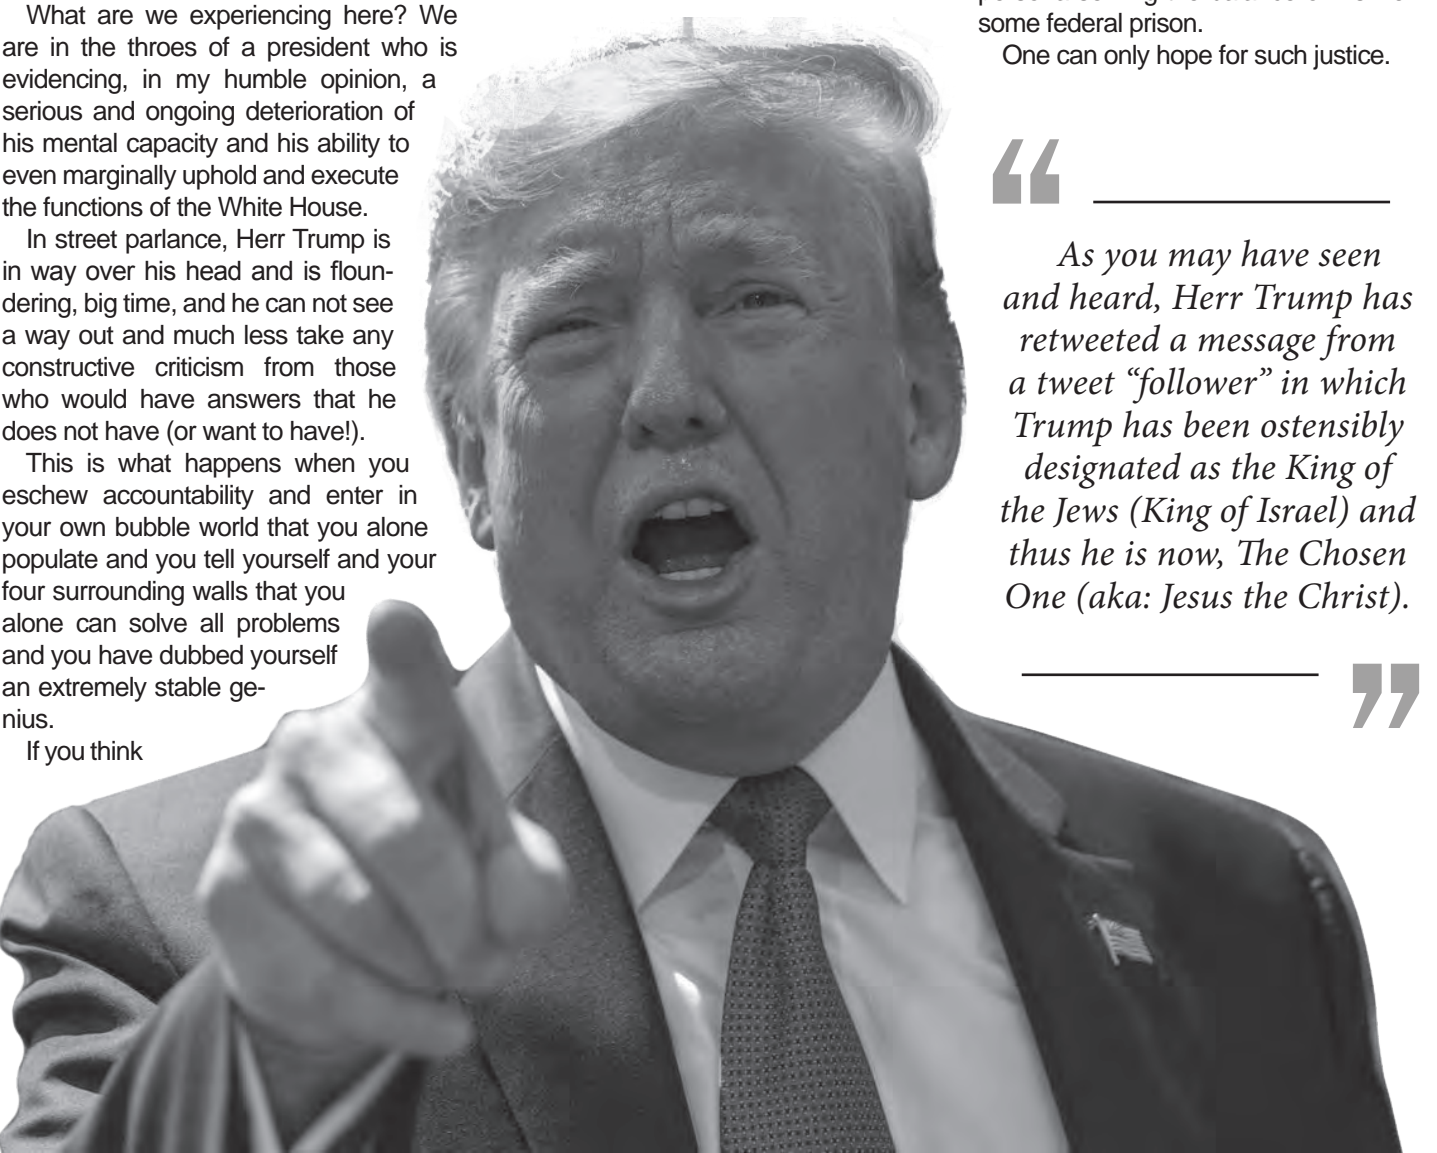 What are we experiencing here? We
are in the throes of a president who is
evidencing, in my humble opinion, a
serious and ongoing deterioration of
his mental capacity and his ability to
even marginally uphold and execute
the functions of the White House.
In street parlance, Herr Trump is
in way over his head and is floun-
dering, big time, and he can not see
a way out and much less take any
constructive criticism from those
who would have answers that he
does not have (or want to have!).
This is what happens when you
eschew accountability and enter in
your own bubble world that you alone
populate and you tell yourself and your
four surrounding walls that you
alone can solve all problems
and you have dubbed yourself
an extremely stable ge-
nius.
If you think
some federal prison.
One can only hope for such justice.
“
As you may have seen
and heard, Herr Trump has
retweeted a message from
a tweet “follower” in which
Trump has been ostensibly
designated as the King of
the Jews (King of Israel) and
thus he is now, The Chosen
One (aka: Jesus the Christ).
”